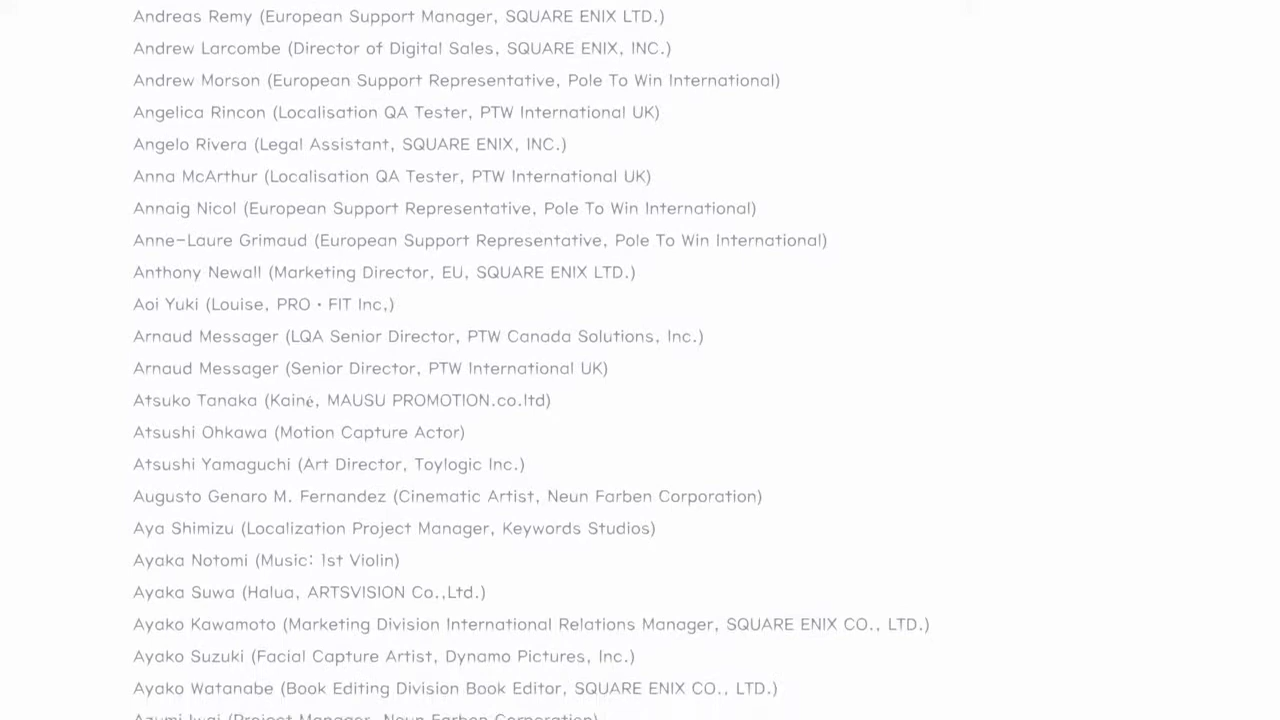 Andreas Remy (European Support Manager, SQUARE ENIX LTD.)
Andrew Larcombe (Director of Digital Sales, SQUARE ENIX, INC.)
Andrew Morson (European Support Representative, Pole To Win International)
Angelica Rincon (Localisation QA Tester, PTW International UK)
Angelo Rivera (Legal Assistant, SQUARE ENIX, INC.)
Anna McArthur (Localisation QA Tester, PTW International UK)
Annaig Nicol (European Support Representative, Pole To Win International)
Anne-Laure Grimaud (European Support Representative, Pole To Win International)
Anthony Newall (Marketing Director, EU, SQUARE ENIX LTD.)
Aoi Yuki (Louise, PRO・FIT Inc,)
Arnaud Messager (LQA Senior Director, PTW Canada Solutions, Inc.)
Arnaud Messager (Senior Director, PTW International UK)
Atsuko Tanaka (Kainé, MAUSU PROMOTION.co.ltd)
Atsushi Ohkawa (Motion Capture Actor)
Atsushi Yamaguchi (Art Director, Toylogic Inc.)
Augusto Genaro M. Fernandez (Cinematic Artist, Neun Farben Corporation)
Aya Shimizu (Localization Project Manager, Keywords Studios)
Ayaka Notomi (Music: 1st Violin)
Ayaka Suwa (Halua, ARTSVISION Co.,Ltd.)
Ayako Kawamoto (Marketing Division International Relations Manager, SQUARE ENIX CO., LTD.)
Ayako Suzuki (Facial Capture Artist, Dynamo Pictures, Inc.)
Ayako Watanabe (Book Editing Division Book Editor, SQUARE ENIX CO., LTD.)
Azumi Iwai (Project Manager, Neun Farben Corporation)